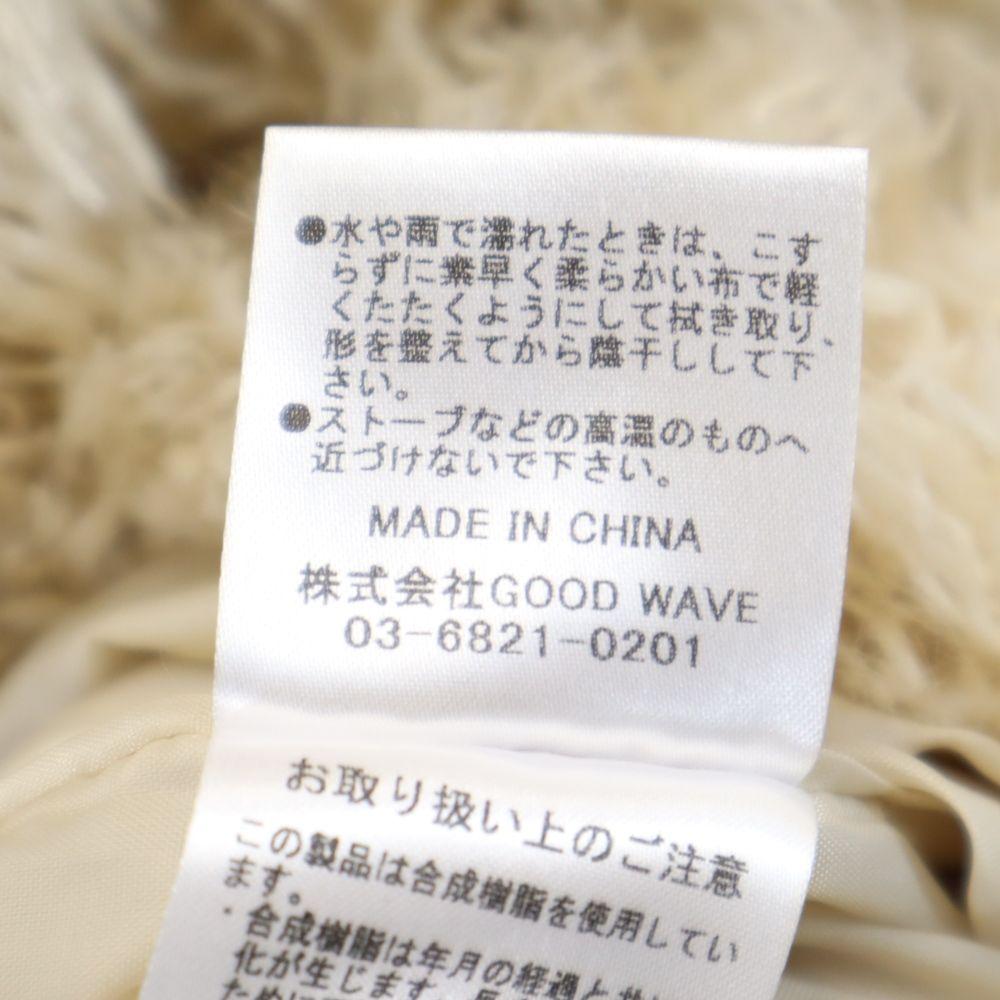 ●水や雨で濡れたときは、こす
らずに素早く柔らかい布で軽
くたたくようにして拭き取り、
形を整えてから陰干しして下
さい。
●ストーブなどの高温のものへ
近づけないで下さい。
MADE IN CHINA
株式会社GOOD WAVE
03-6821-0201
お取り扱い上のご注意
この製品は合成樹脂を使用してい
ます。
・合成樹脂は年月の経過と共に
化が生じます。
ために